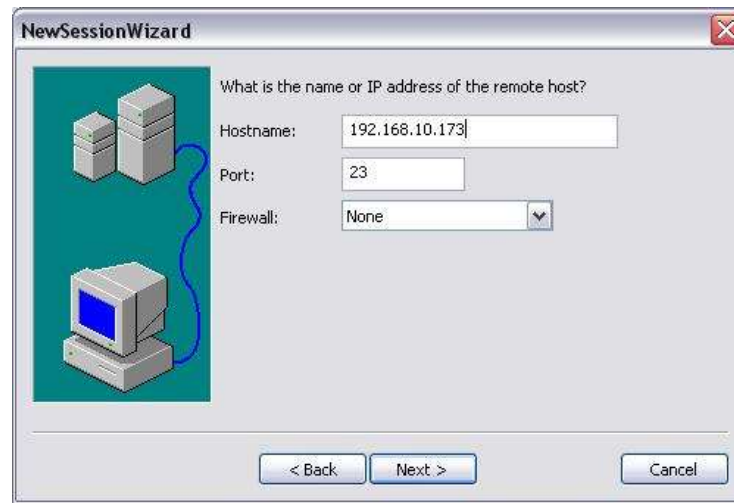 NewSessionWizard
What is the name or IP address of the remote host?
Hostname: 192.168.10.173
Port: 23
Firewall: None
< Back Next > Cancel